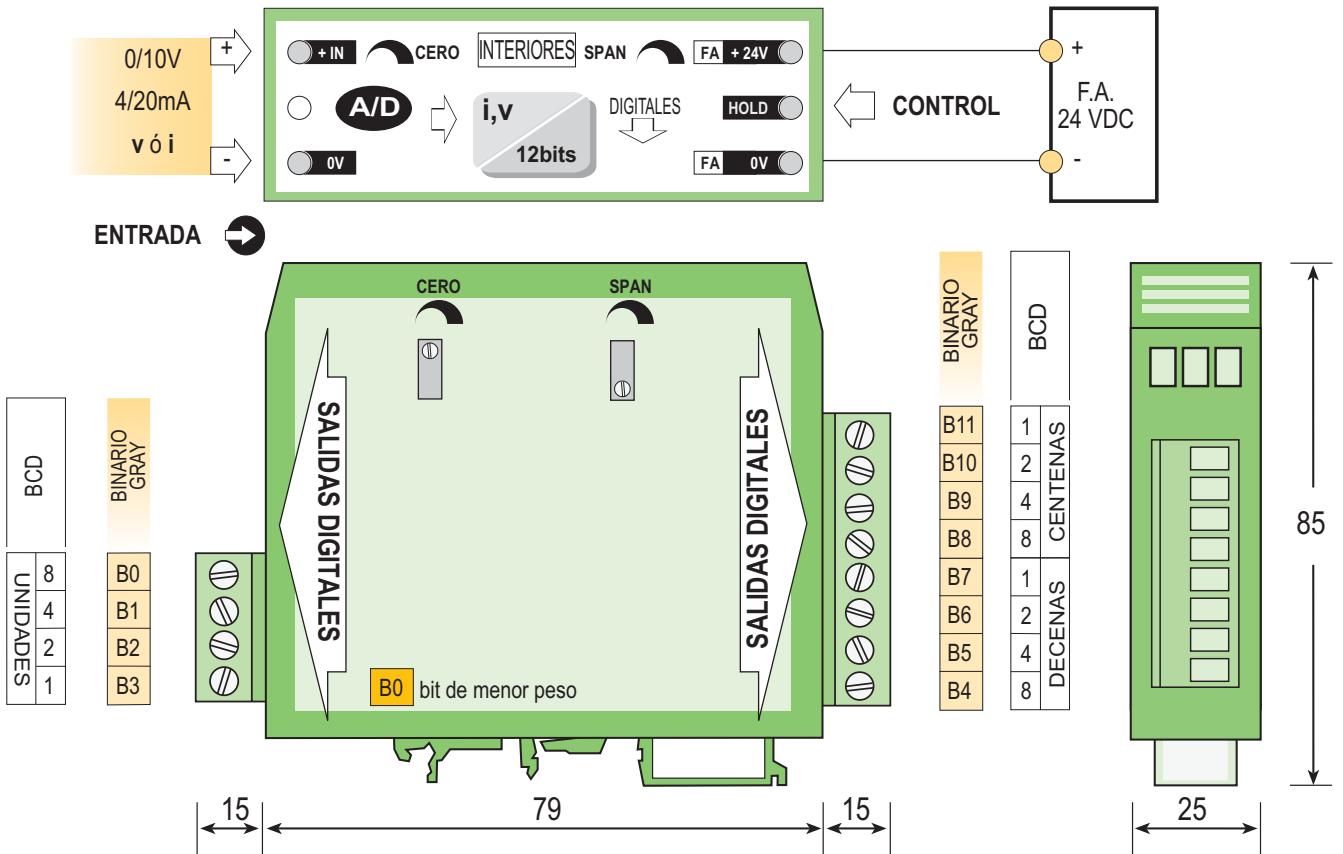 0/10V
4/20mA
v ó i
+
-
+ IN
CERO
INTERIORES
SPAN
FA + 24V
A/D
i,v
12bits
DIGITALES
HOLD
0V
FA 0V
CONTROL
+
F.A.
24 VDC
-
ENTRADA
CERO
SPAN
SALIDAS DIGITALES
SALIDAS DIGITALES
B0 bit de menor peso
BCD
BINARIO
GRAY
UNIDADES
8 B0
4 B1
2 B2
1 B3
BINARIO
GRAY
BCD
B11 1
B10 2
B9 4
B8 8
CENTENAS
B7 1
B6 2
B5 4
B4 8
DECENAS
85
15
79
15
25